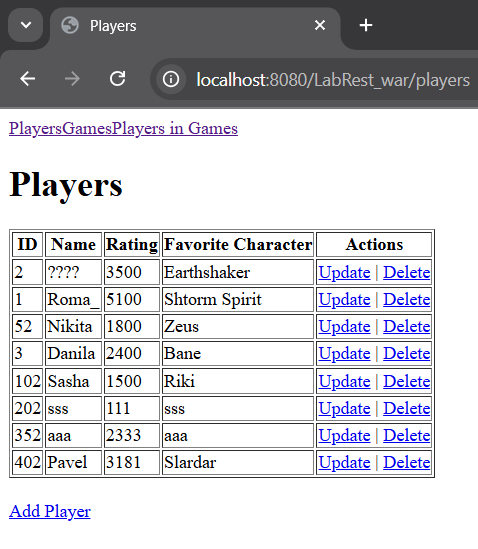 Players
localhost:8080/LabRest_war/players
PlayersGamesPlayers in Games
Players
ID Name Rating Favorite Character Actions
2 ???? 3500 Earthshaker Update | Delete
1 Roma_ 5100 Shtorm Spirit Update | Delete
52 Nikita 1800 Zeus Update | Delete
3 Danila 2400 Bane Update | Delete
102 Sasha 1500 Riki Update | Delete
202 sss 111 sss Update | Delete
352 aaa 2333 aaa Update | Delete
402 Pavel 3181 Slardar Update | Delete
Add Player